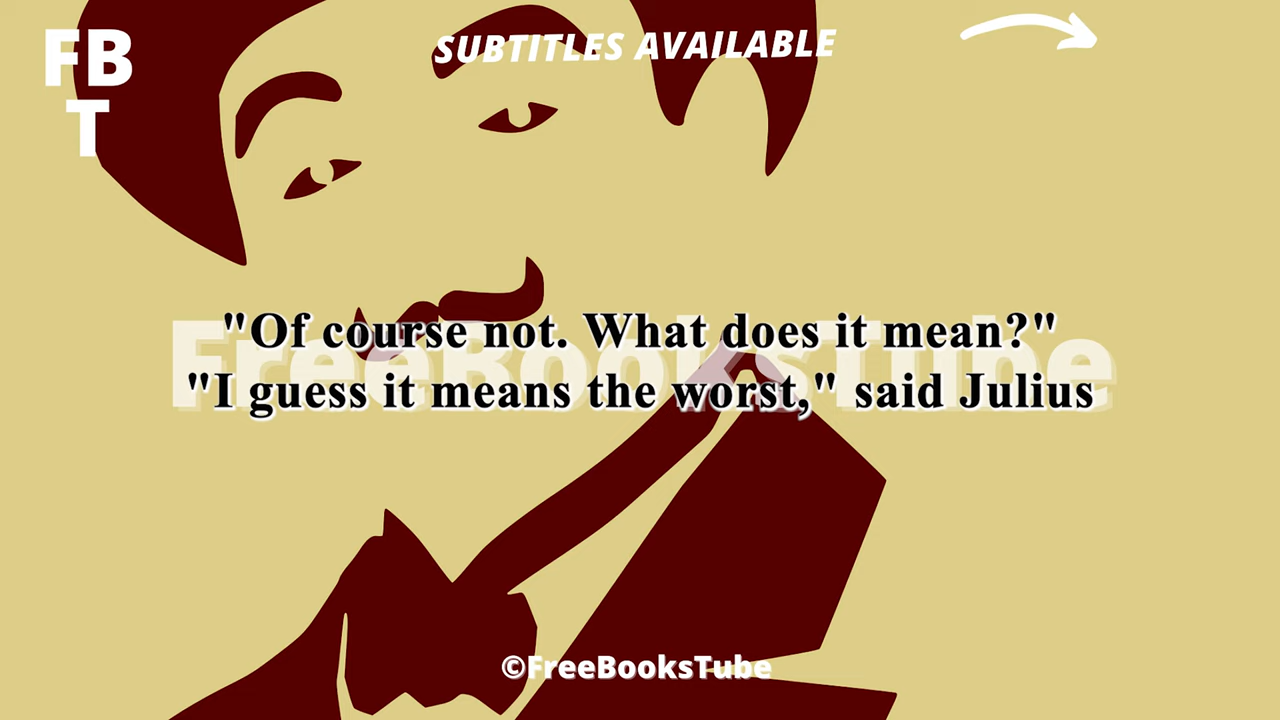 FB
T
SUBTITLES AVAILABLE
FreeBooksTube
"Of course not. What does it mean?"
"I guess it means the worst," said Julius
©FreeBooksTube